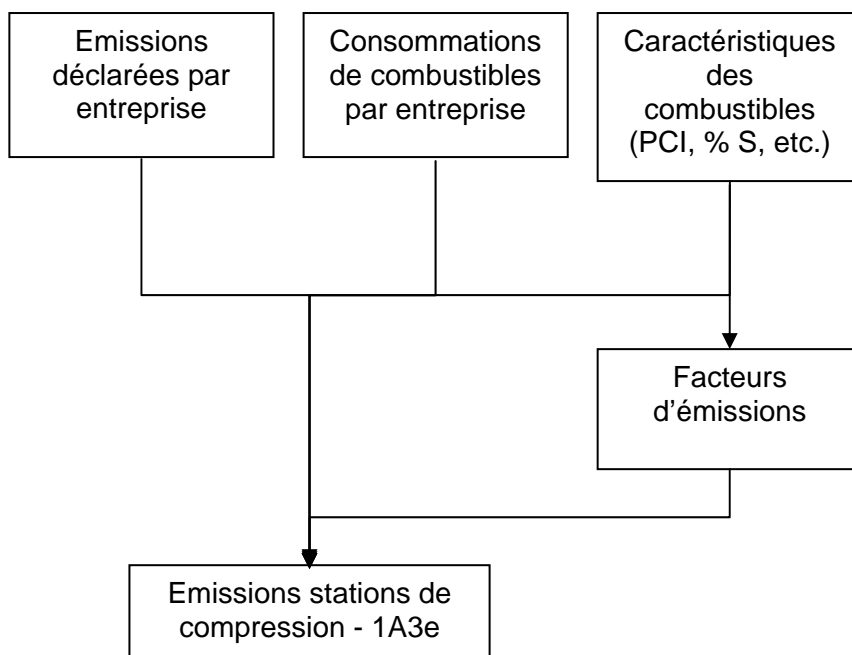 Emissions
déclarées par
entreprise
Consommations
de combustibles
par entreprise
Caractéristiques
des
combustibles
(PCI, % S, etc.)
Facteurs
d’émissions
Emissions stations de
compression - 1A3e